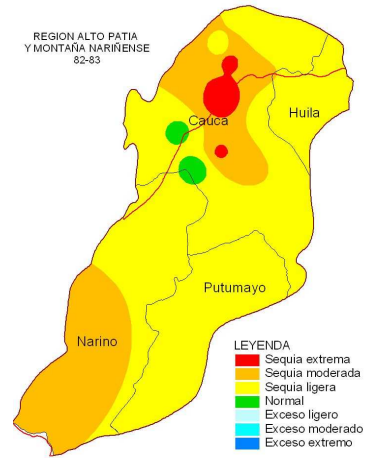 REGION ALTO PATIA
Y MONTAÑA NARIÑENSE
82-83
Cauca
Huila
Putumayo
Narino
LEYENDA
Sequia extrema
Sequia moderada
Sequia ligera
Normal
Exceso ligero
Exceso moderado
Exceso extremo